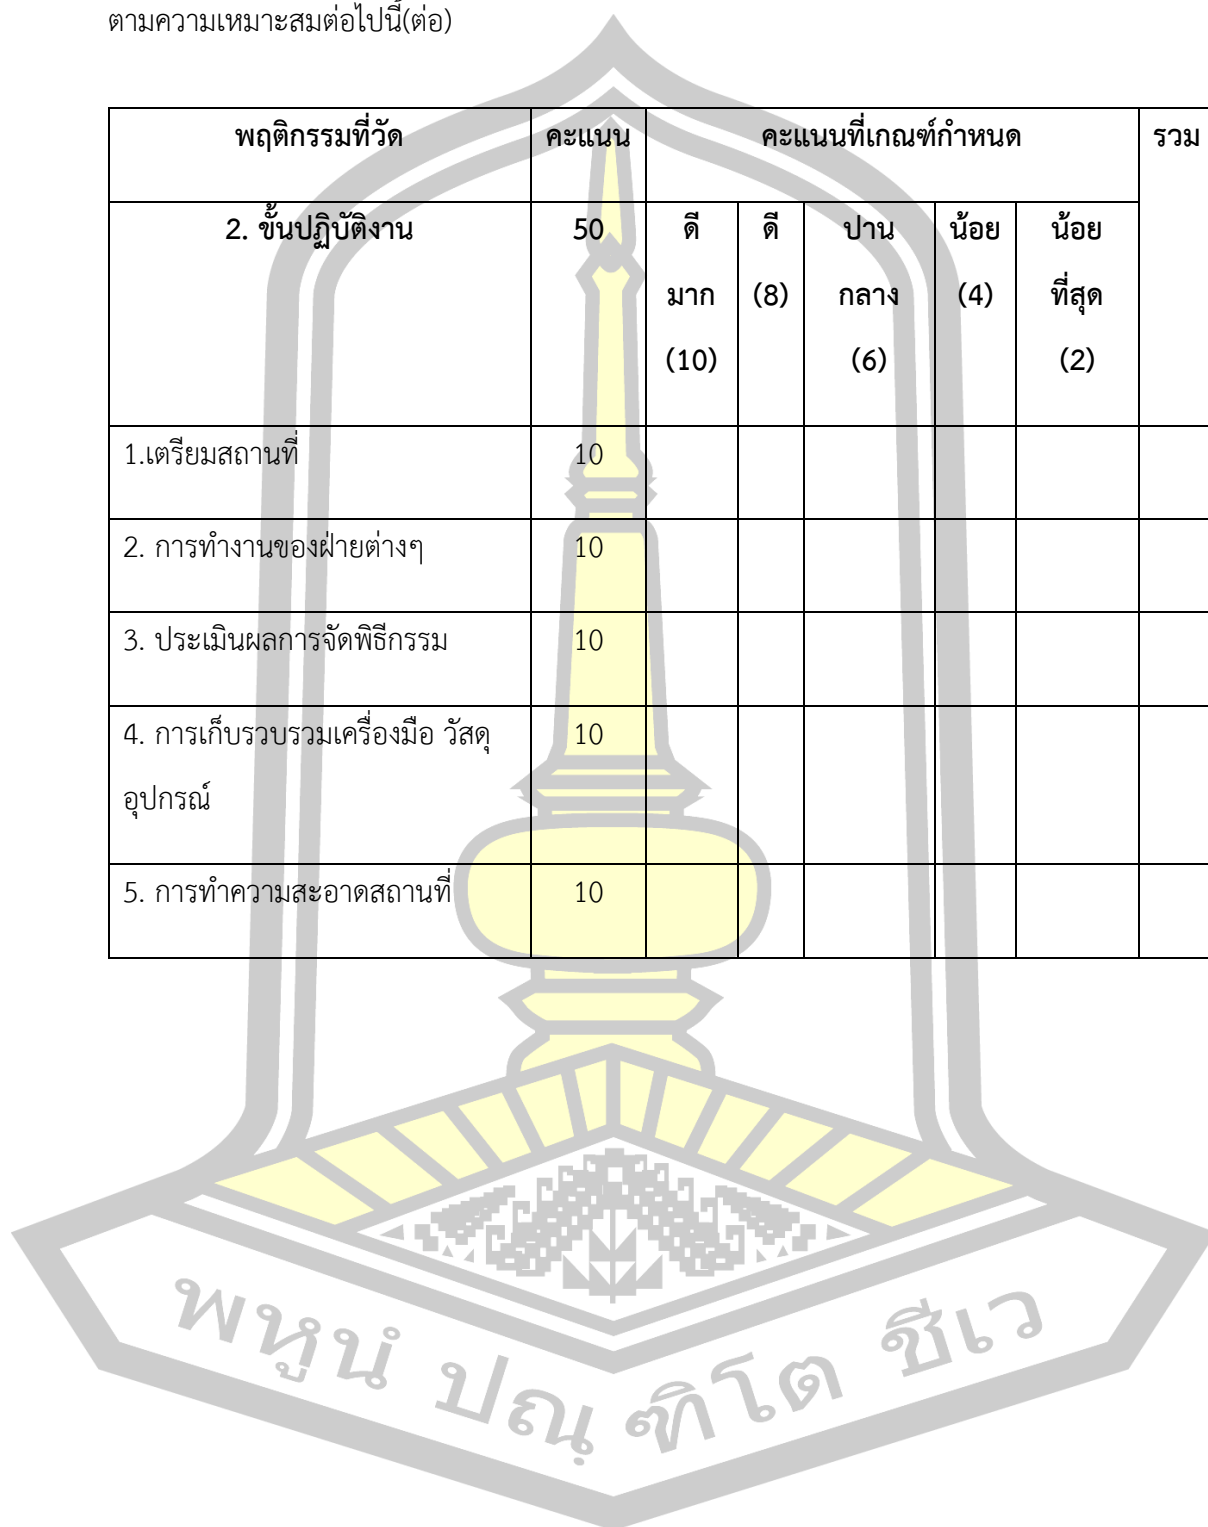 ตามความเหมาะสมต่อไปนี้(ต่อ)
พฤติกรรมที่วัด คะแนน คะแนนที่เกณฑ์กำหนด รวม
2. ขั้นปฏิบัติงาน 50 ดี ดี ปาน น้อย น้อย
มาก (8) กลาง (4) ที่สุด
(10) (6) (2)
1.เตรียมสถานที่ 10
2. การทำงานของฝ่ายต่างๆ 10
3. ประเมินผลการจัดพิธีกรรม 10
4. การเก็บรวบรวมเครื่องมือ วัสดุ 10
อุปกรณ์
5. การทำความสะอาดสถานที่ 10
พหูนํ ปณฺฑิโต ชีเว